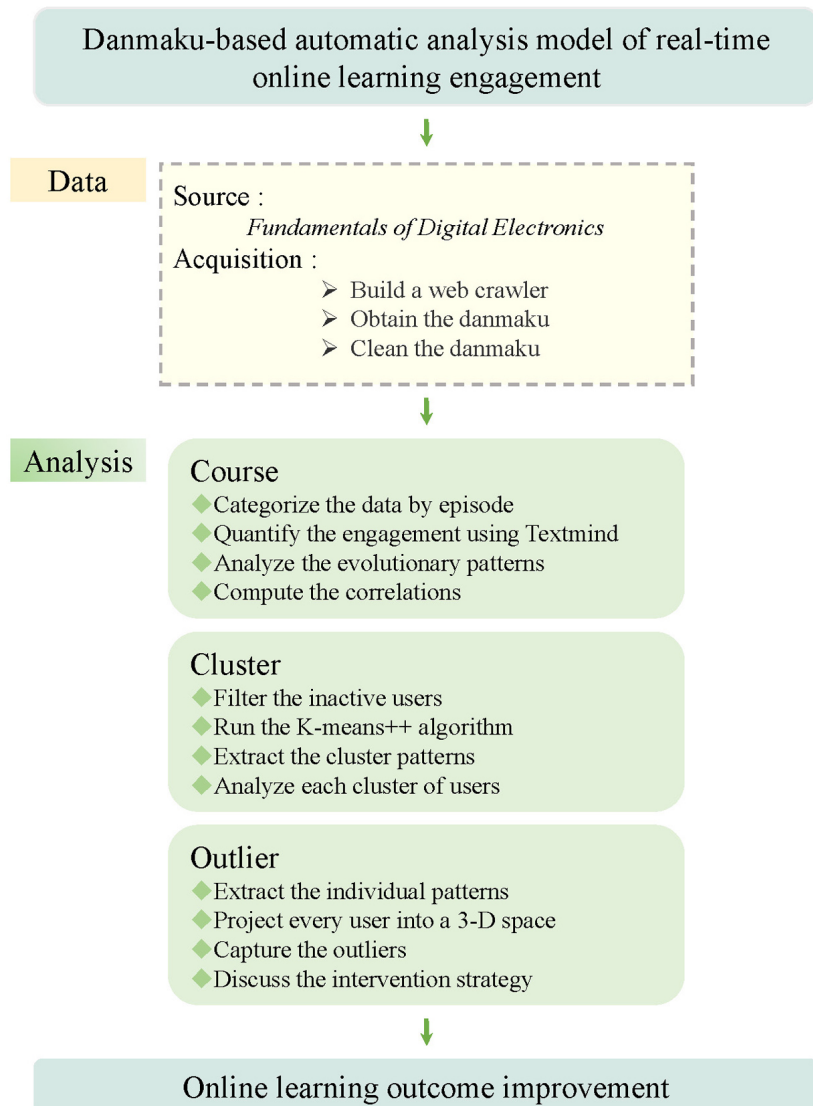 Danmaku-based automatic analysis model of real-time
online learning engagement
Data
Source :
Fundamentals of Digital Electronics
Acquisition :
➢ Build a web crawler
➢ Obtain the danmaku
➢ Clean the danmaku
Analysis
Course
◆Categorize the data by episode
◆Quantify the engagement using Textmind
◆Analyze the evolutionary patterns
◆Compute the correlations
Cluster
◆Filter the inactive users
◆Run the K-means++ algorithm
◆Extract the cluster patterns
◆Analyze each cluster of users
Outlier
◆Extract the individual patterns
◆Project every user into a 3-D space
◆Capture the outliers
◆Discuss the intervention strategy
Online learning outcome improvement